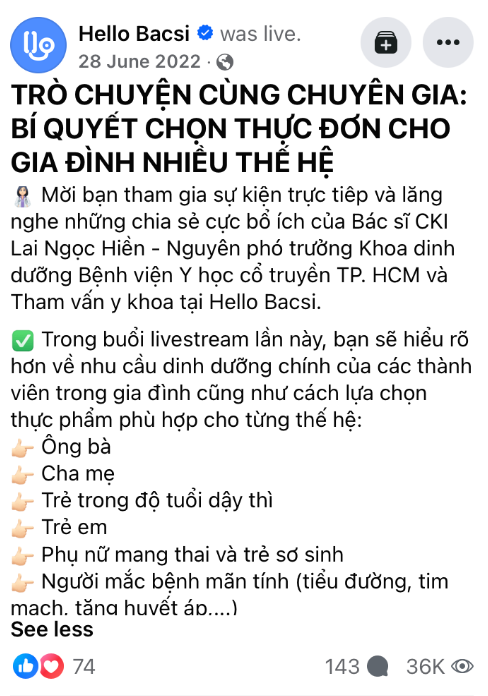 Hello Bacsi was live.
28 June 2022 ·
TRÒ CHUYỆN CÙNG CHUYÊN GIA:
BÍ QUYẾT CHỌN THỰC ĐƠN CHO
GIA ĐÌNH NHIỀU THẾ HỆ
👩‍⚕️ Mời bạn tham gia sự kiện trực tiếp và lăng
nghe những chia sẻ cực bổ ích của Bác sĩ CKI
Lai Ngọc Hiền - Nguyên phó trưởng Khoa dinh
dưỡng Bệnh viện Y học cổ truyền TP. HCM và
Tham vấn y khoa tại Hello Bacsi.
✅ Trong buổi livestream lần này, bạn sẽ hiểu rõ
hơn về nhu cầu dinh dưỡng chính của các thành
viên trong gia đình cũng như cách lựa chọn
thực phẩm phù hợp cho từng thế hệ:
👉🏻 Ông bà
👉🏻 Cha mẹ
👉🏻 Trẻ trong độ tuổi dậy thì
👉🏻 Trẻ em
👉🏻 Phụ nữ mang thai và trẻ sơ sinh
👉🏻 Người mắc bệnh mãn tính (tiểu đường, tim
mạch, tăng huyết áp,...)
See less
74 143 36K